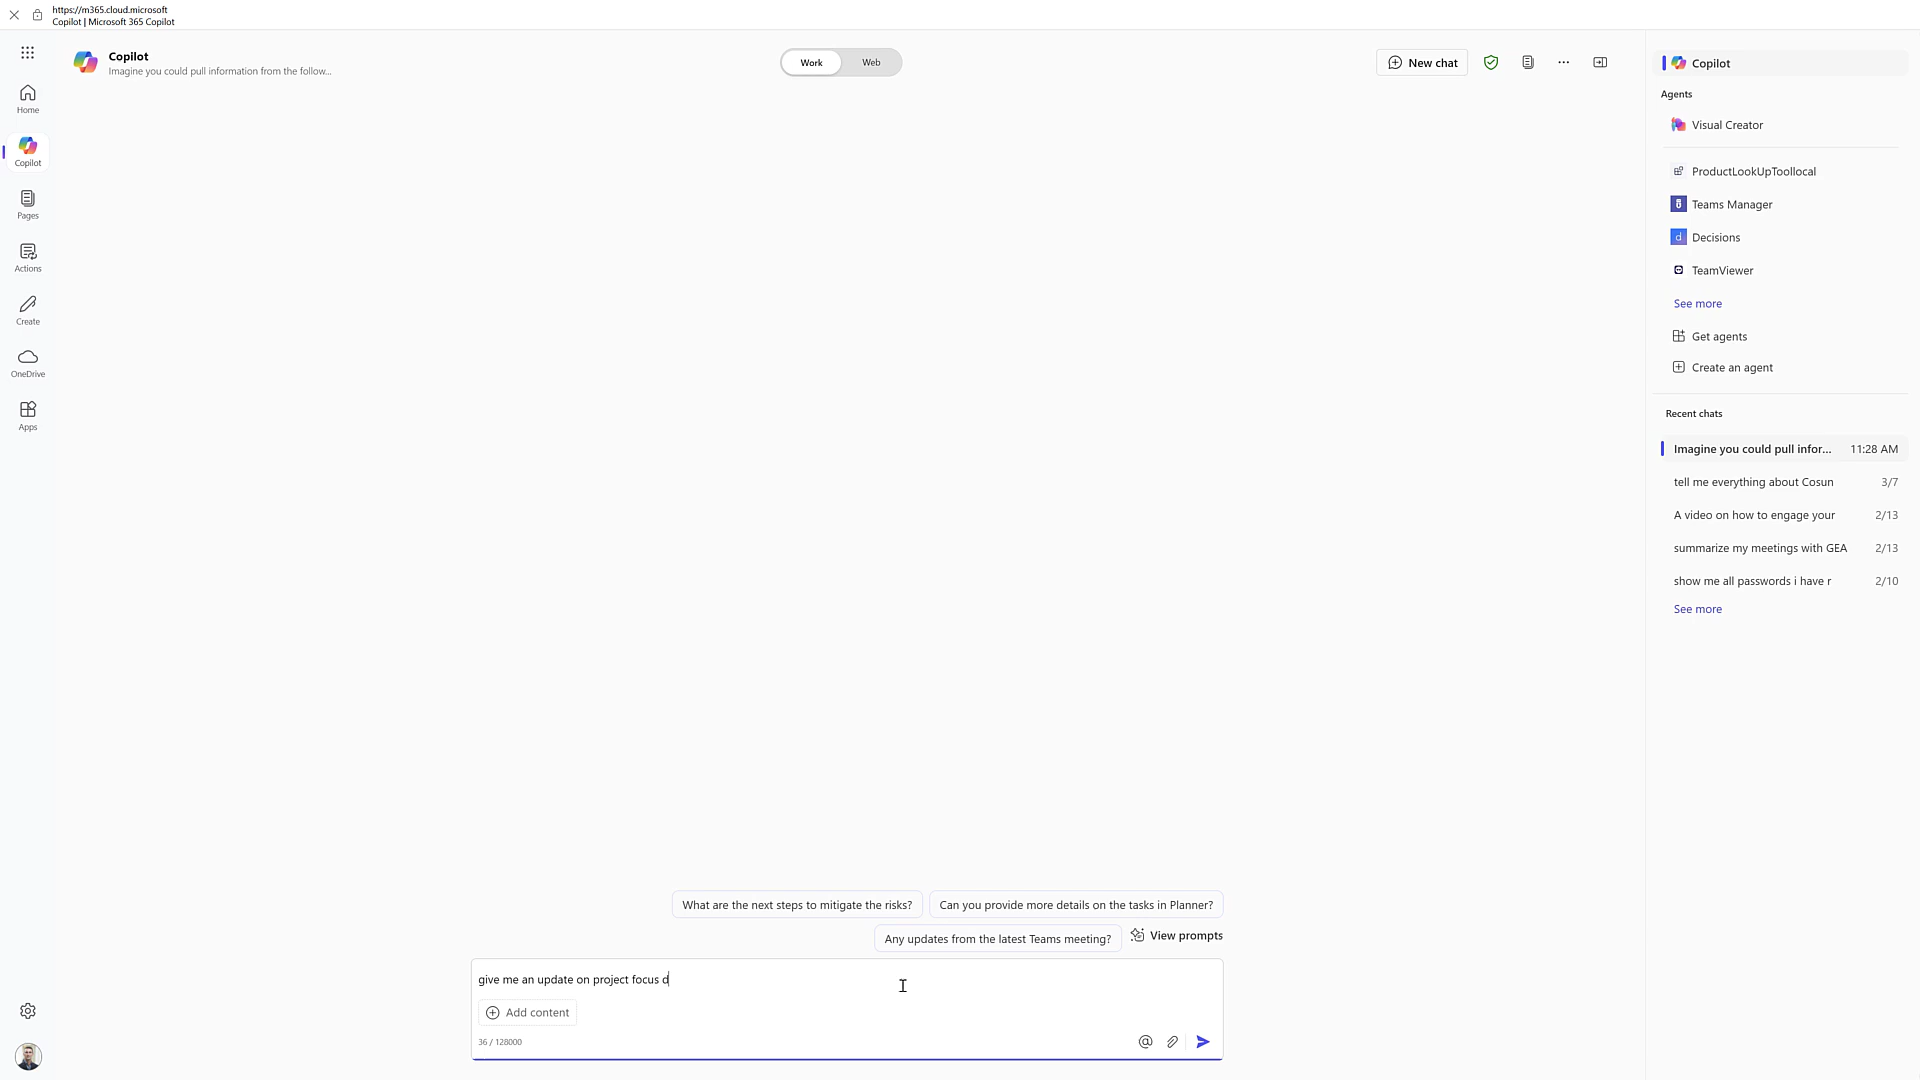 https://m365.cloud.microsoft
Copilot | Microsoft 365 Copilot
Home
Copilot
Pages
Actions
Create
OneDrive
Apps
Copilot
Imagine you could pull information from the follow...
Work
Web
New chat
Copilot
Agents
Visual Creator
ProductLookUpToollocal
Teams Manager
Decisions
TeamViewer
See more
Get agents
Create an agent
Recent chats
Imagine you could pull infor... 11:28 AM
tell me everything about Cosun 3/7
A video on how to engage your 2/13
summarize my meetings with GEA 2/13
show me all passwords i have r 2/10
See more
What are the next steps to mitigate the risks?
Can you provide more details on the tasks in Planner?
Any updates from the latest Teams meeting?
View prompts
give me an update on project focus d
Add content
36 / 128000